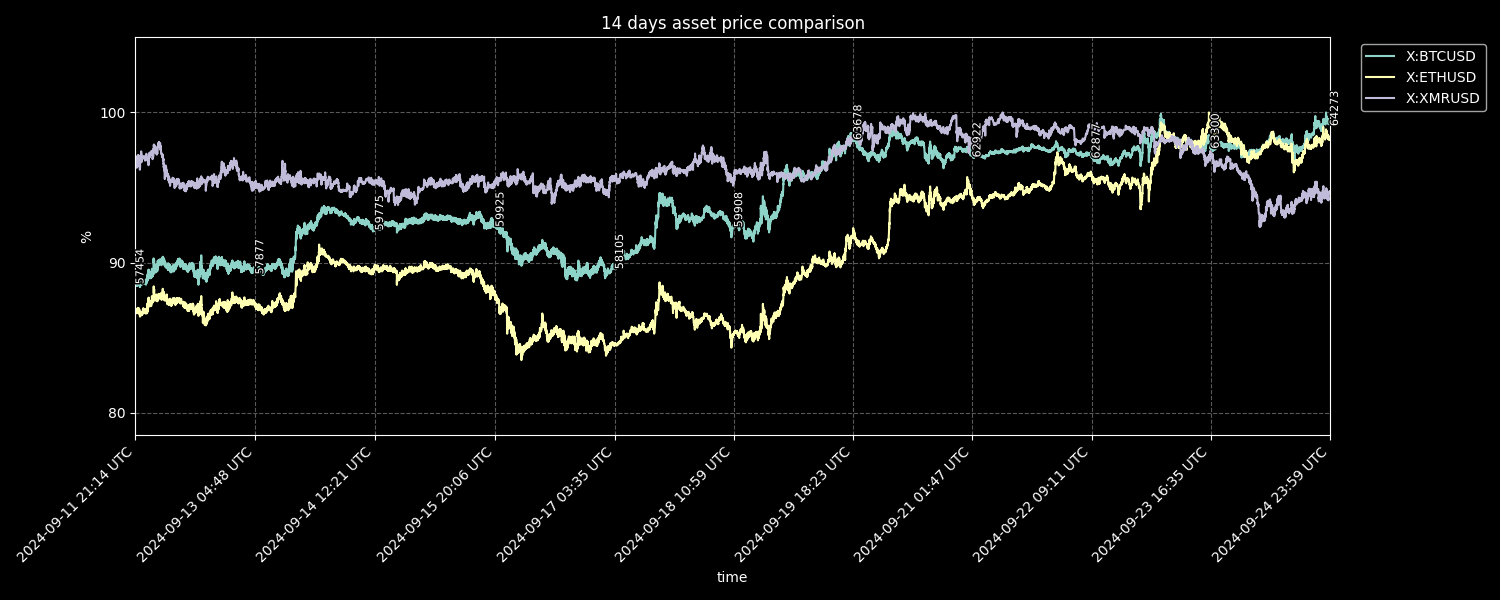 14 days asset price comparison
X:BTCUSD
X:ETHUSD
X:XMRUSD
100
90
80
%
57454
57877
59775
59925
58105
59908
63678
62922
62877
63300
64273
2024-09-11 21:14 UTC
2024-09-13 04:48 UTC
2024-09-14 12:21 UTC
2024-09-15 20:06 UTC
2024-09-17 03:35 UTC
2024-09-18 10:59 UTC
2024-09-19 18:23 UTC
2024-09-21 01:47 UTC
2024-09-22 09:11 UTC
2024-09-23 16:35 UTC
2024-09-24 23:59 UTC
time